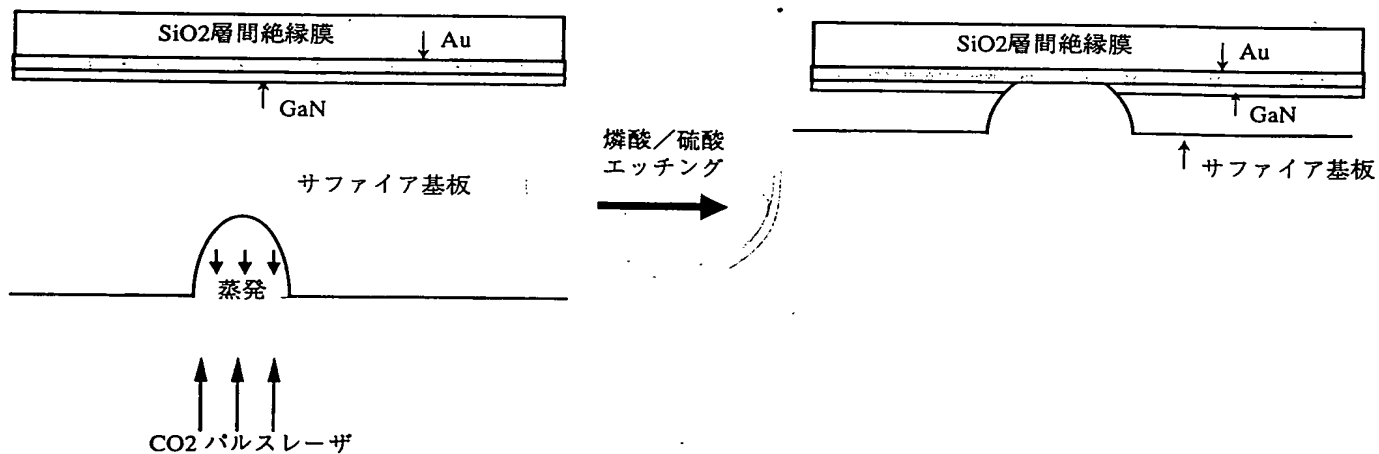 SiO2層間絶縁膜
Au
GaN
サファイア基板
蒸発
CO2 パルスレーザ
燐酸／硫酸
エッチング
SiO2層間絶縁膜
Au
GaN
サファイア基板